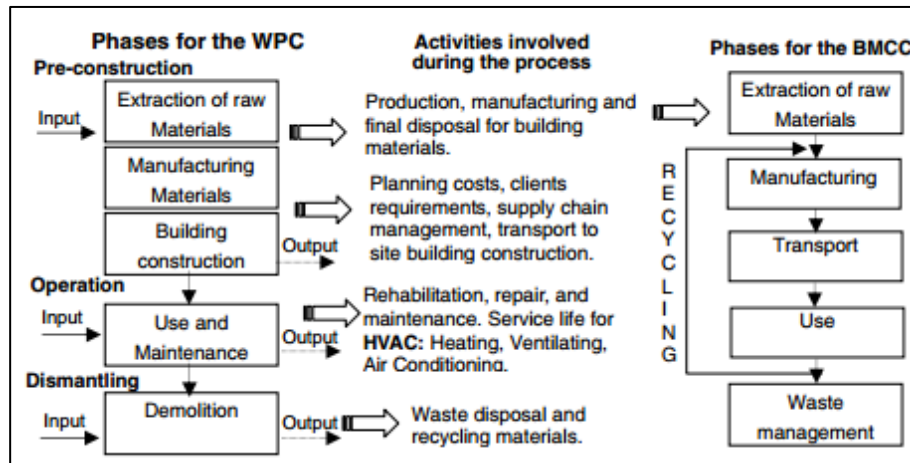 Phases for the WPC
Pre-construction
Input
Extraction of raw
Materials
Manufacturing
Materials
Building
construction
Output
Operation
Input
Use and
Maintenance
Output
Dismantling
Input
Demolition
Output
Activities involved
during the process
Production, manufacturing and
final disposal for building
materials.
Planning costs, clients
requirements, supply chain
management, transport to
site building construction.
Rehabilitation, repair, and
maintenance. Service life for
HVAC: Heating, Ventilating,
Air Conditioning.
Waste disposal and
recycling materials.
Phases for the BMCC
Extraction of raw
Materials
Manufacturing
Transport
Use
Waste
management
RECYCLING